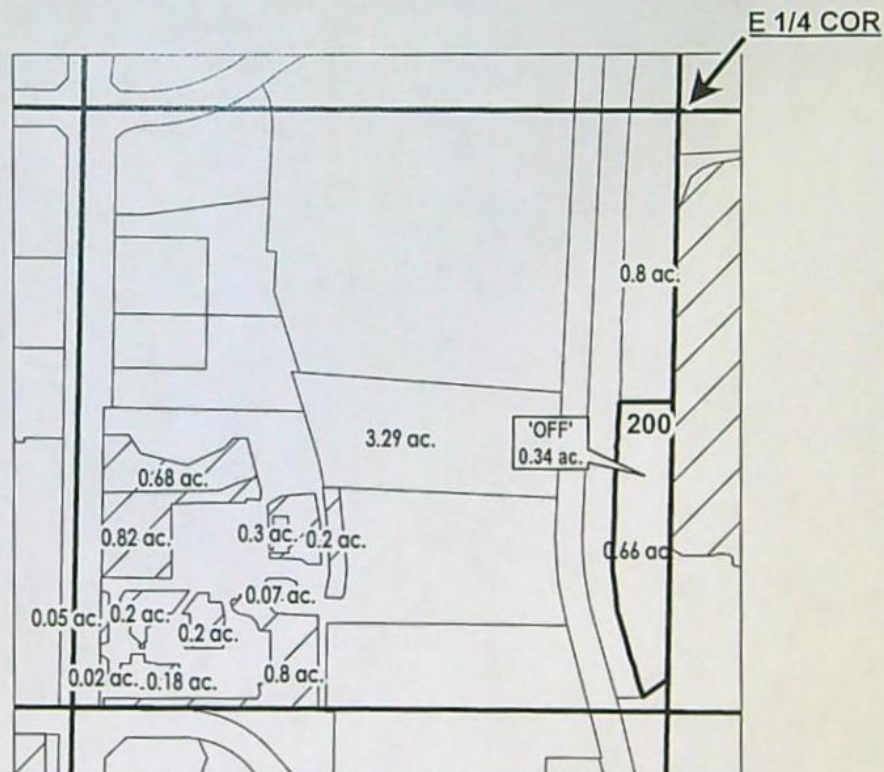 E 1/4 COR
0.8 ac.
200
'OFF'
0.34 ac.
3.29 ac.
0.68 ac.
0.82 ac.
0.3 ac.
0.2 ac.
0.66 ac
0.07 ac.
0.05 ac.
0.2 ac.
0.2 ac.
0.02 ac.
0.18 ac.
0.8 ac.